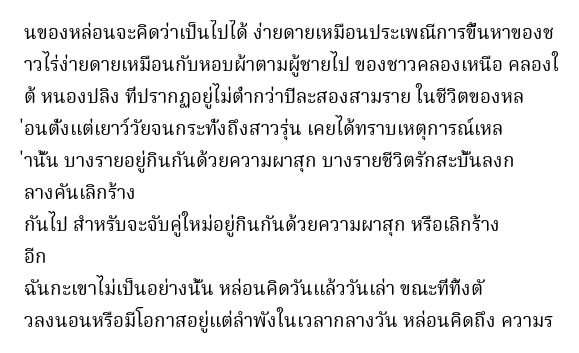 นของหล่อนจะคิดว่าเป็นไปได้ ง่ายดายเหมือนประเพณีการขึ้นหาของช
าวไร่ง่ายดายเหมือนกับหอบผ้าตามผู้ชายไป ของชาวคลองเหนือ คลองใ
ต้ หนองปลิง ที่ปรากฏอยู่ไม่ต่ำกว่าปีละสองสามราย ในชีวิตของหล
่อนตั้งแต่เยาว์วัยจนกระทั่งถึงสาวรุ่น เคยได้ทราบเหตุการณ์เหล
่านั้น บางรายอยู่กินกันด้วยความผาสุก บางรายชีวิตรักสะบั้นลงก
ลางคันเลิกร้าง
กันไป สำหรับจะจับคู่ใหม่อยู่กินกันด้วยความผาสุก หรือเลิกร้าง
อีก
ฉันกะเขาไม่เป็นอย่างนั้น หล่อนคิดวันแล้ววันเล่า ขณะที่ทิ้งตั
วลงนอนหรือมีโอกาสอยู่แต่ลำพังในเวลากลางวัน หล่อนคิดถึง ความร